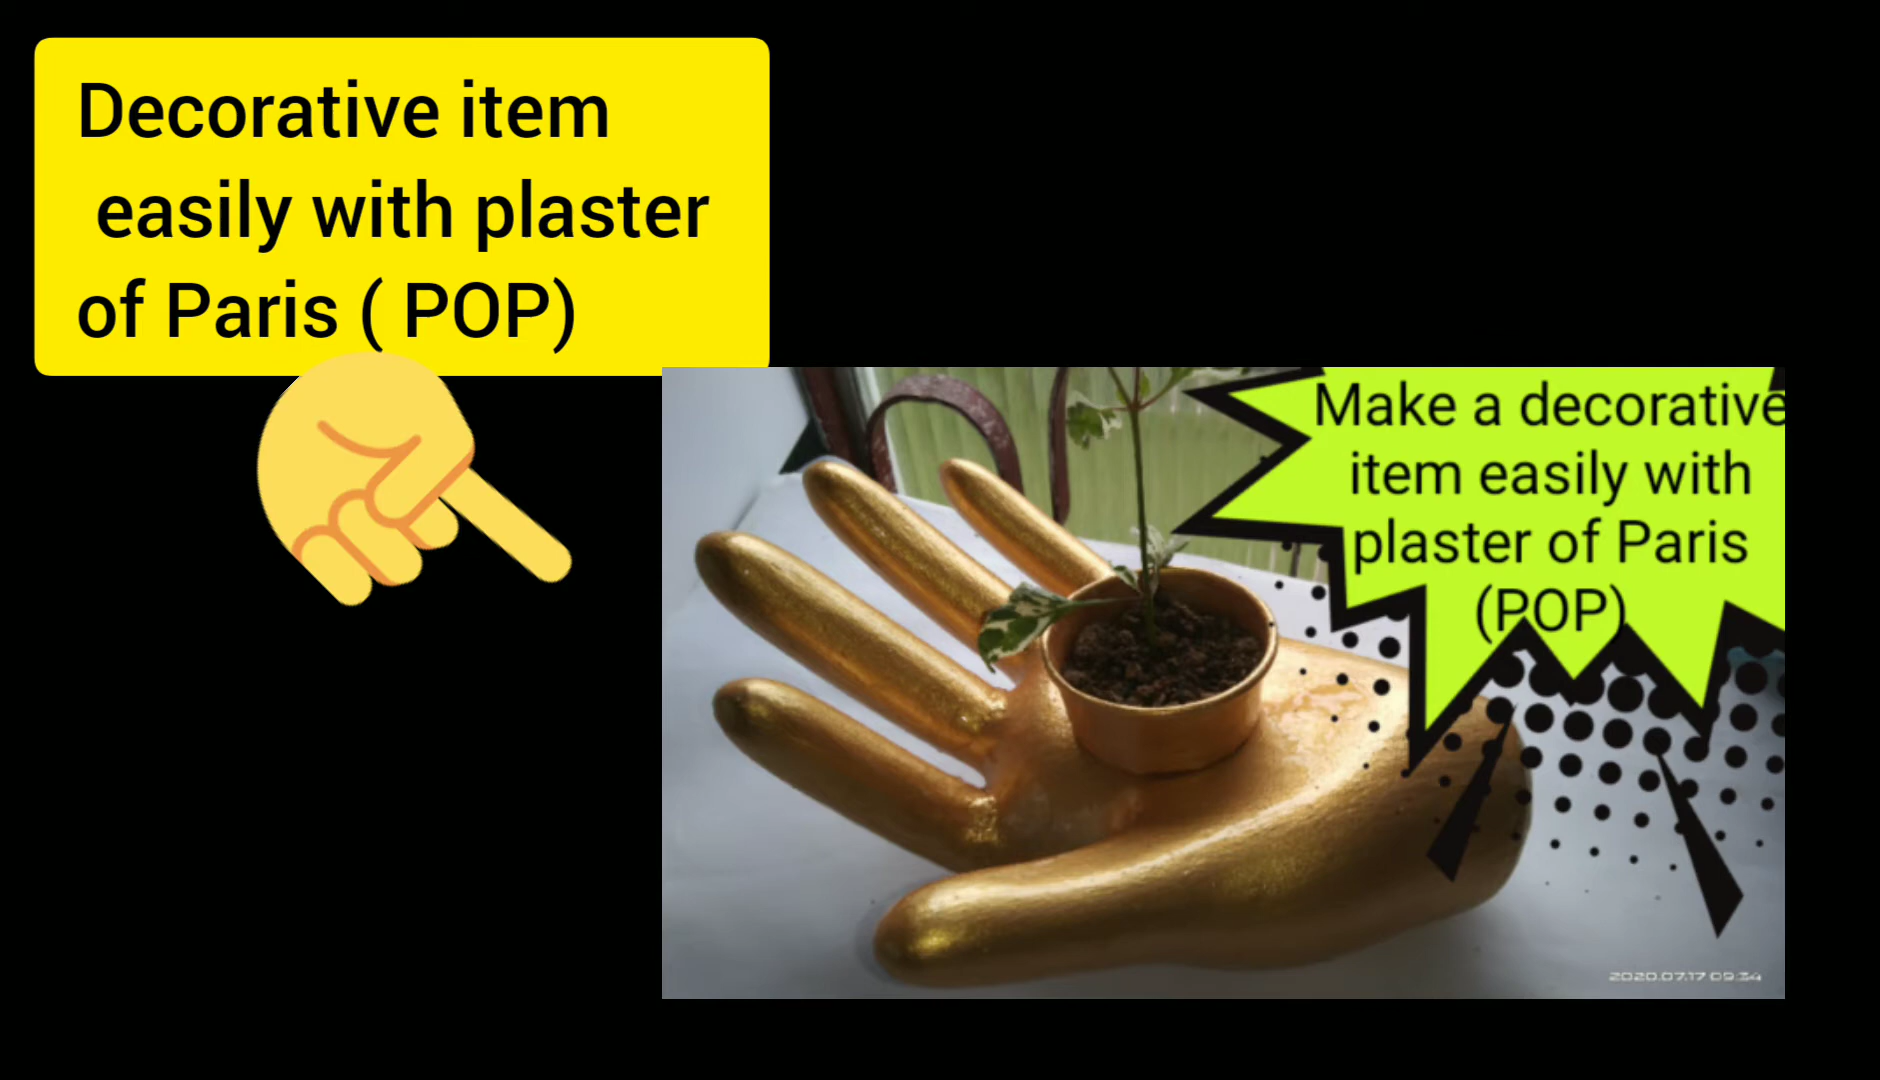 Decorative item
easily with plaster
of Paris ( POP)
Make a decorative
item easily with
plaster of Paris
(POP)
2020.07.17 09:34